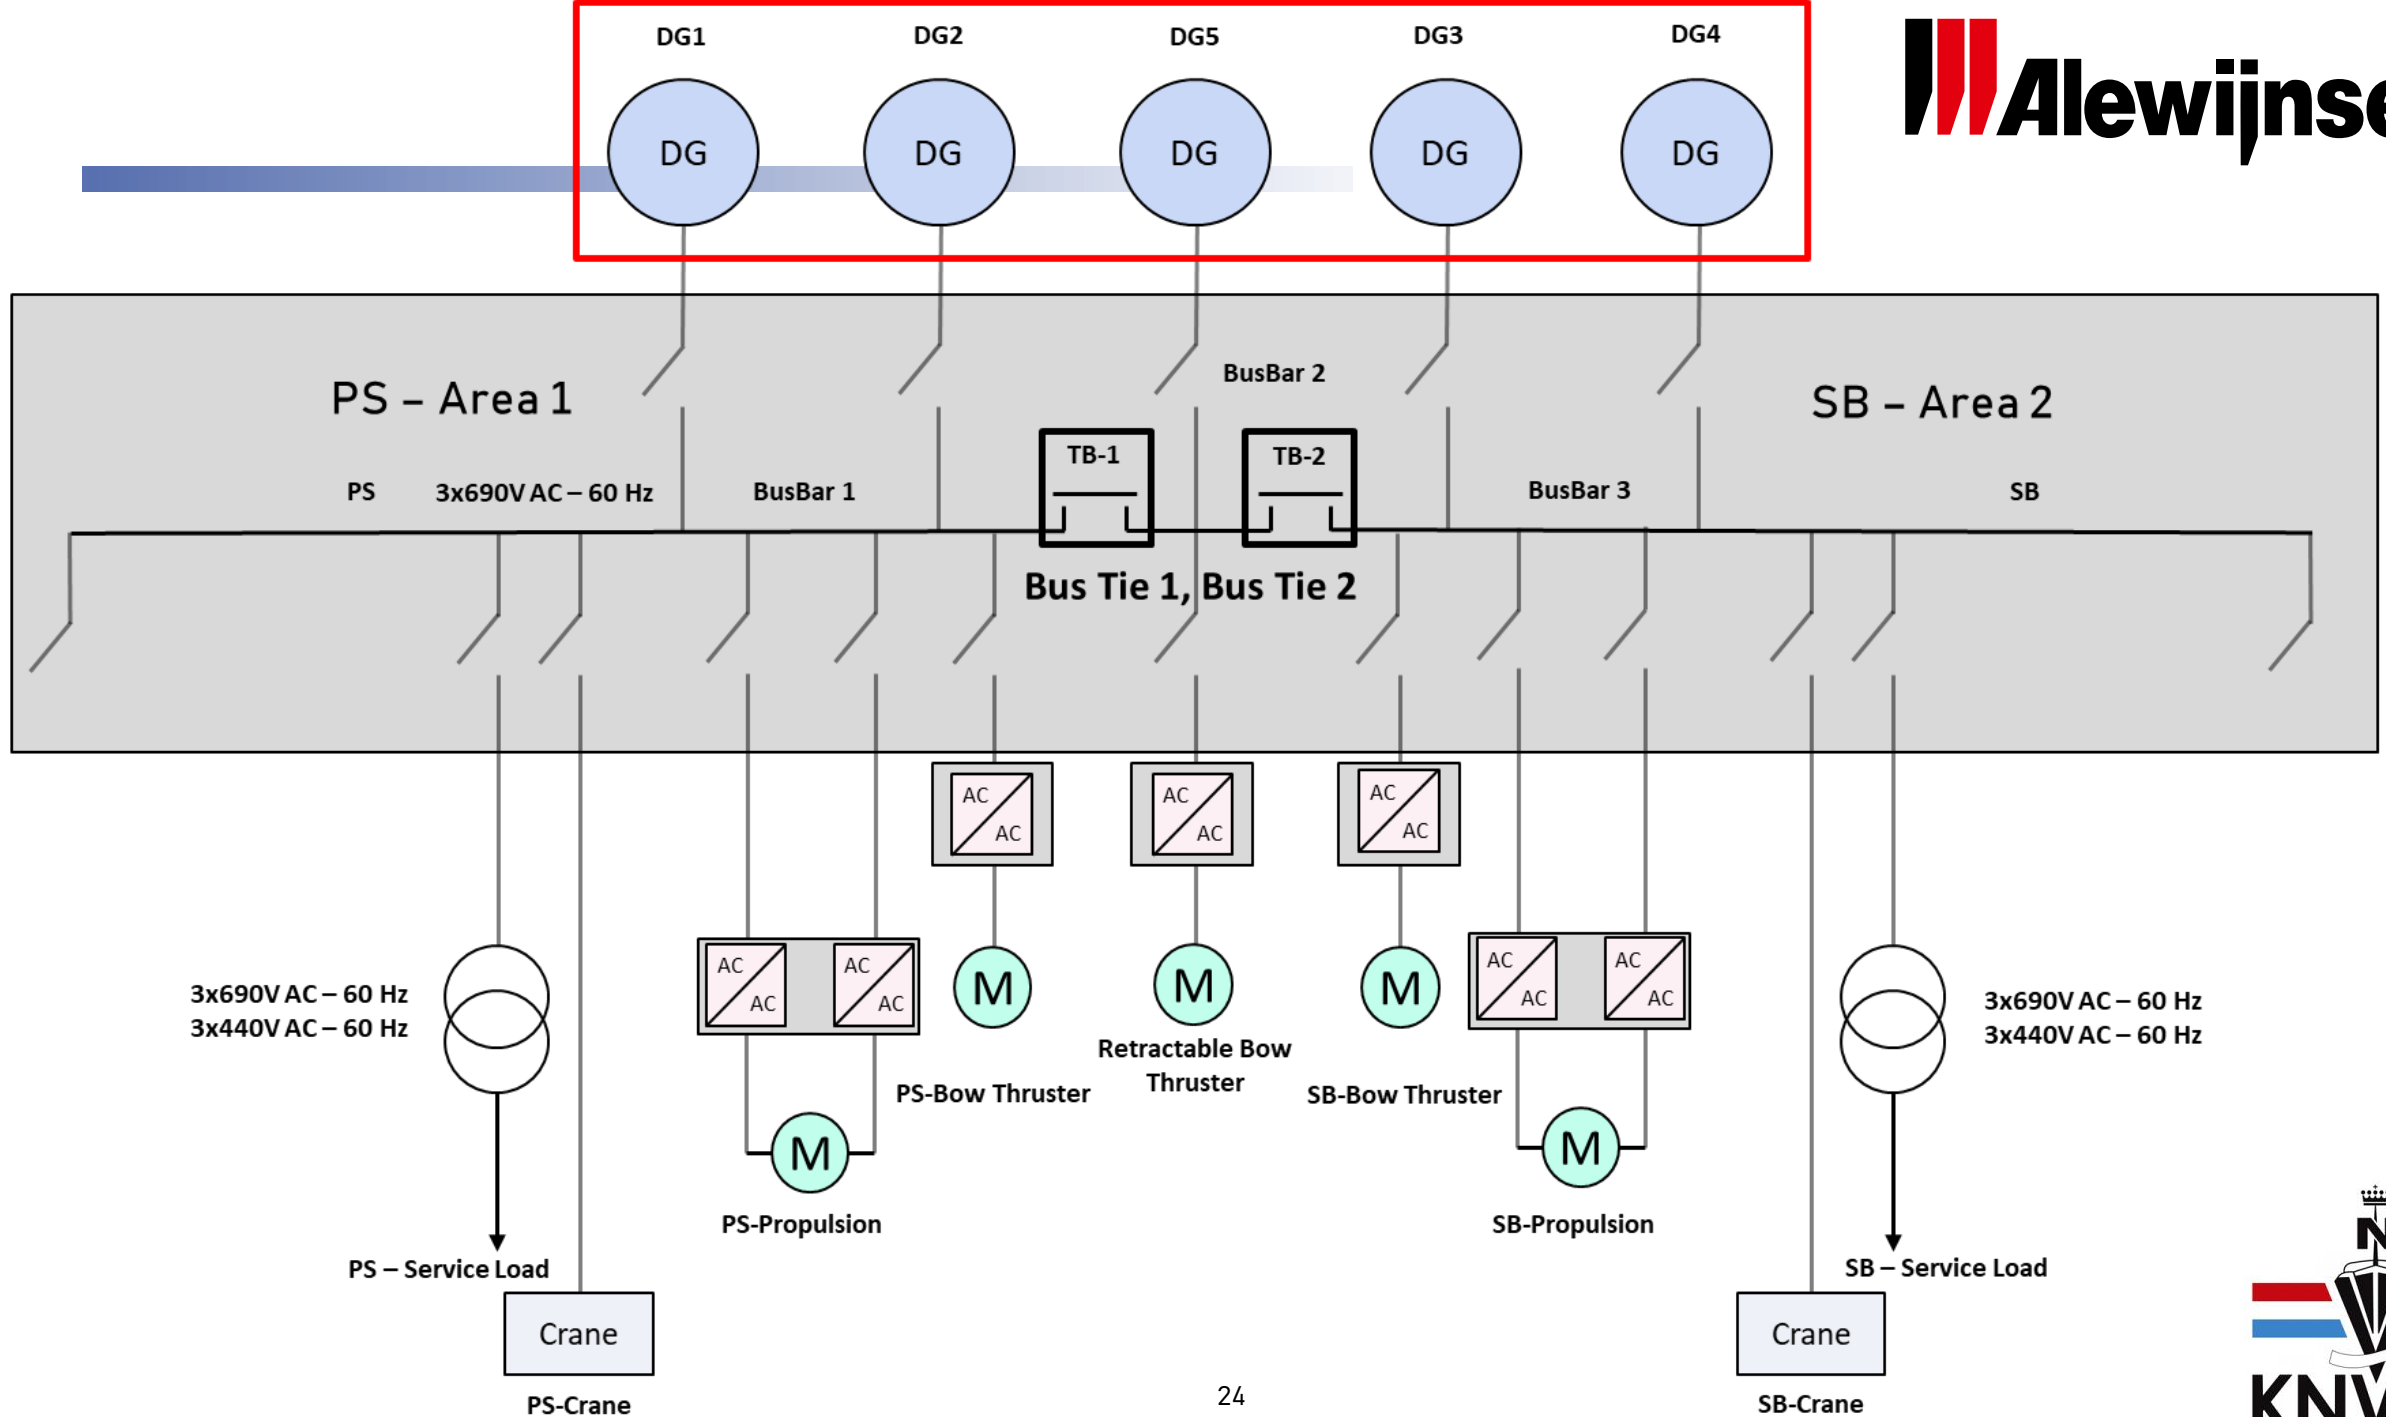 DG1 DG2 DG5 DG3 DG4
DG DG DG DG DG
Alewijnse
BusBar 2
PS – Area 1
SB – Area 2
TB-1 TB-2
PS 3x690V AC – 60 Hz BusBar 1 BusBar 3 SB
Bus Tie 1, Bus Tie 2
AC AC AC
AC AC AC
AC AC AC AC
AC AC AC AC
M M M
3x690V AC – 60 Hz
3x440V AC – 60 Hz
3x690V AC – 60 Hz
3x440V AC – 60 Hz
Retractable Bow
Thruster
PS-Bow Thruster
SB-Bow Thruster
M M
PS-Propulsion SB-Propulsion
PS – Service Load
SB – Service Load
Crane Crane
PS-Crane SB-Crane
24